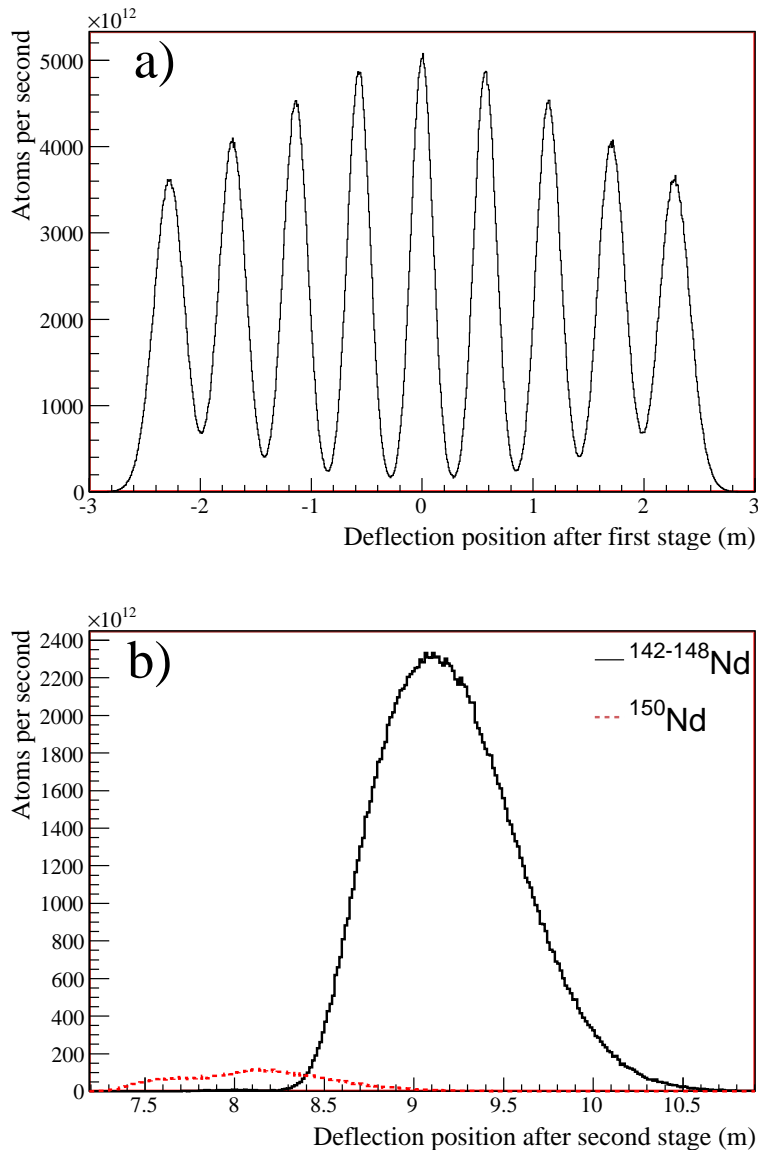 ×10¹²
a)
Atoms per second
5000
4000
3000
2000
1000
0
-3 -2 -1 0 1 2 3
Deflection position after first stage (m)
×10¹²
b)
Atoms per second
2400
2200
2000
1800
1600
1400
1200
1000
800
600
400
200
0
¹⁴²⁻¹⁴⁸Nd
¹⁵⁰Nd
7.5 8 8.5 9 9.5 10 10.5
Deflection position after second stage (m)